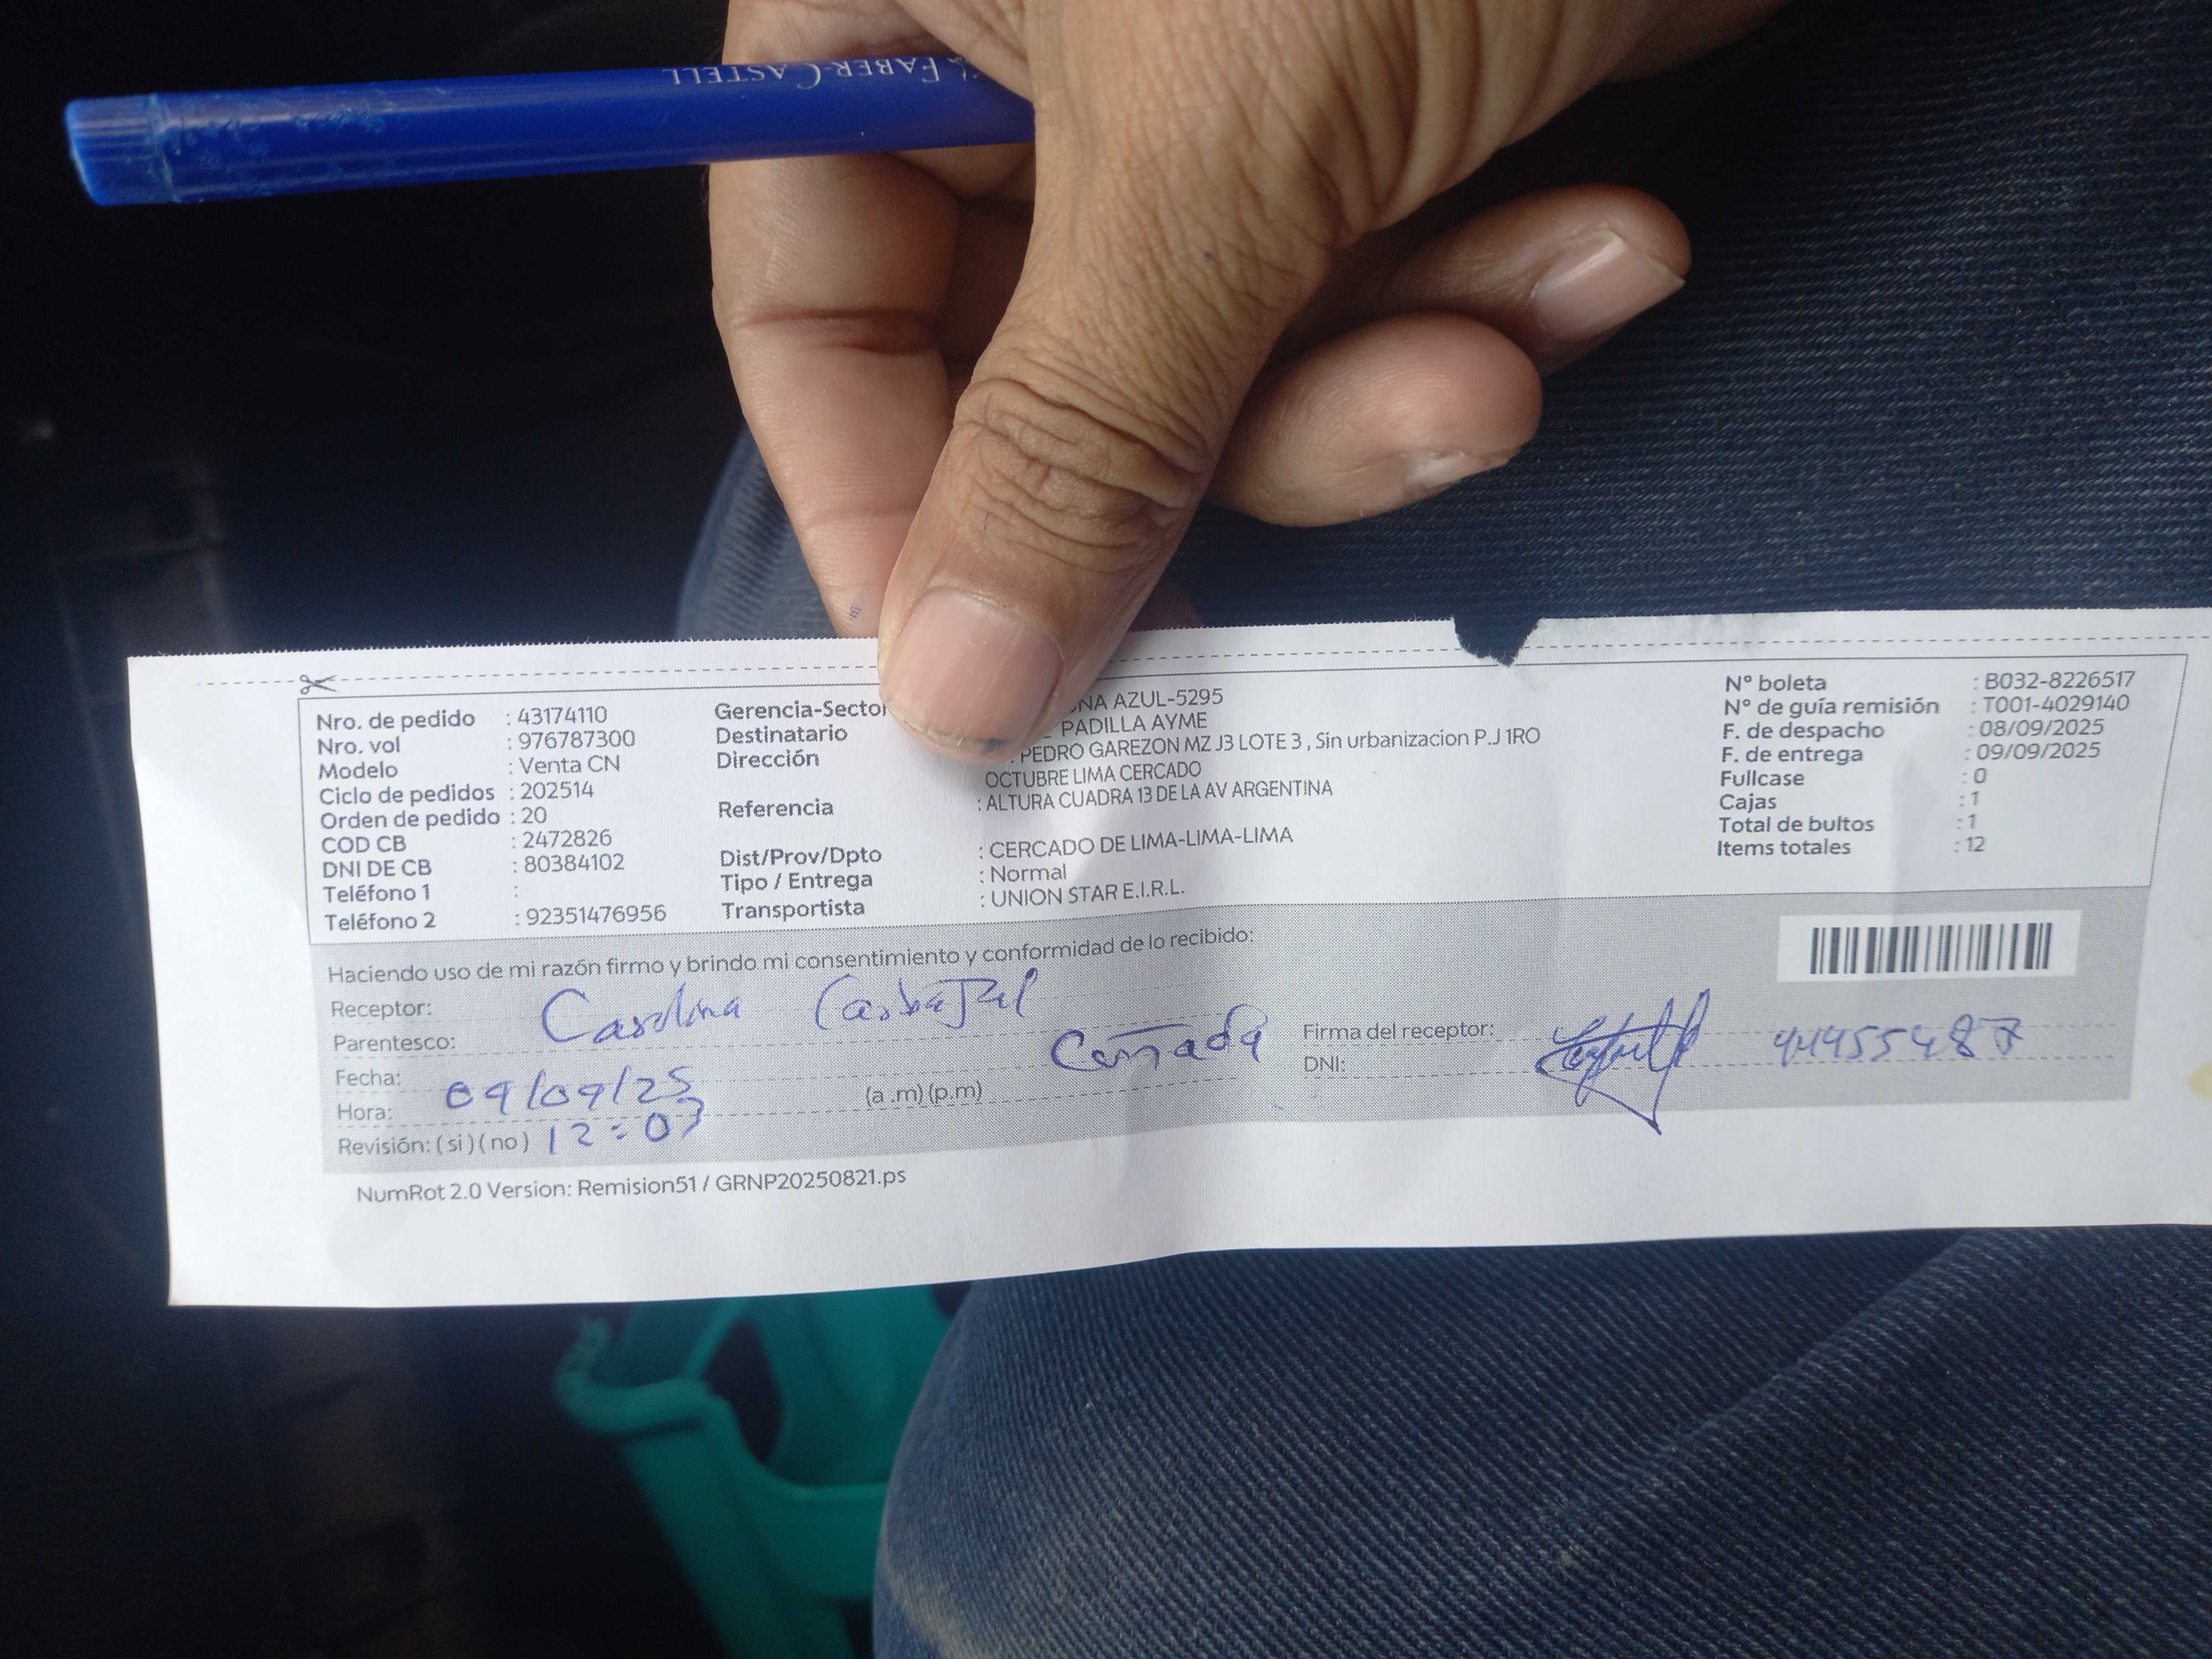 FABER-CASTELL
Nro. de pedido : 43174110
Nro. vol : 976787300
Modelo : Venta CN
Ciclo de pedidos : 202514
Orden de pedido : 20
COD CB : 2472826
DNI DE CB : 80384102
Teléfono 1 :
Teléfono 2 : 92351476956
Gerencia-Sector AZUL-5295
Destinatario PADILLA AYME
Dirección PEDRO GAREZON MZ J3 LOTE 3 , Sin urbanizacion P.J 1RO
OCTUBRE LIMA CERCADO
Referencia : ALTURA CUADRA 13 DE LA AV ARGENTINA
Dist/Prov/Dpto : CERCADO DE LIMA-LIMA-LIMA
Tipo / Entrega : Normal
Transportista : UNION STAR E.I.R.L.
N° boleta : B032-8226517
N° de guía remisión : T001-4029140
F. de despacho : 08/09/2025
F. de entrega : 09/09/2025
Fullcase : 0
Cajas : 1
Total de bultos : 1
Items totales : 12
Haciendo uso de mi razón firmo y brindo mi consentimiento y conformidad de lo recibido:
Receptor: Carolina Carbajal
Parentesco: Cuñada
Fecha: 09/09/25
Hora: 12:03 (a .m) (p.m)
Revisión: ( si ) ( no )
Firma del receptor:
DNI: 44455487
NumRot 2.0 Version: Remision51 / GRNP20250821.ps